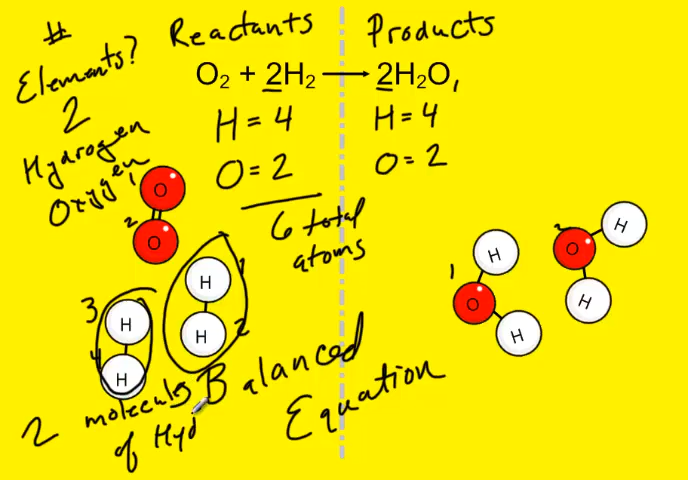 # Elements?
2
Hydrogen
Oxygen
Reactants
Products
O₂ + 2H₂ → 2H₂O,
H = 4
O = 2
H = 4
O = 2
6 total
atoms
1
O
2
O
3
H
4
H
H
1
H
2
1
O
H
H
2
O
H
H
Balanced
Equation
2 molecules
of Hyd